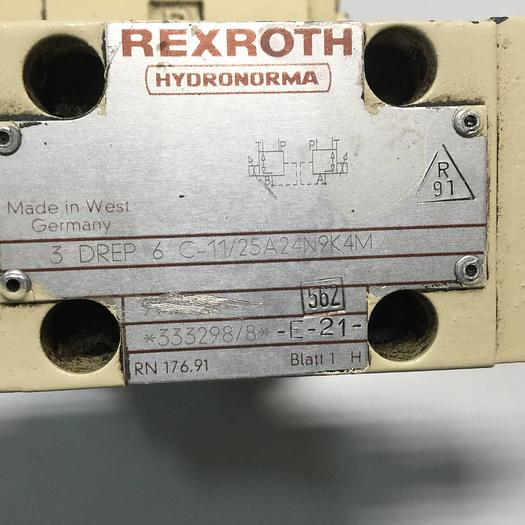 REXROTH
HYDRONORMA
T P P T
B A
R
91
Made in West
Germany
3 DREP 6 C-11/25A24N9K4M
562
*333298/8* -E-21-
RN 176.91 Blatt 1 H